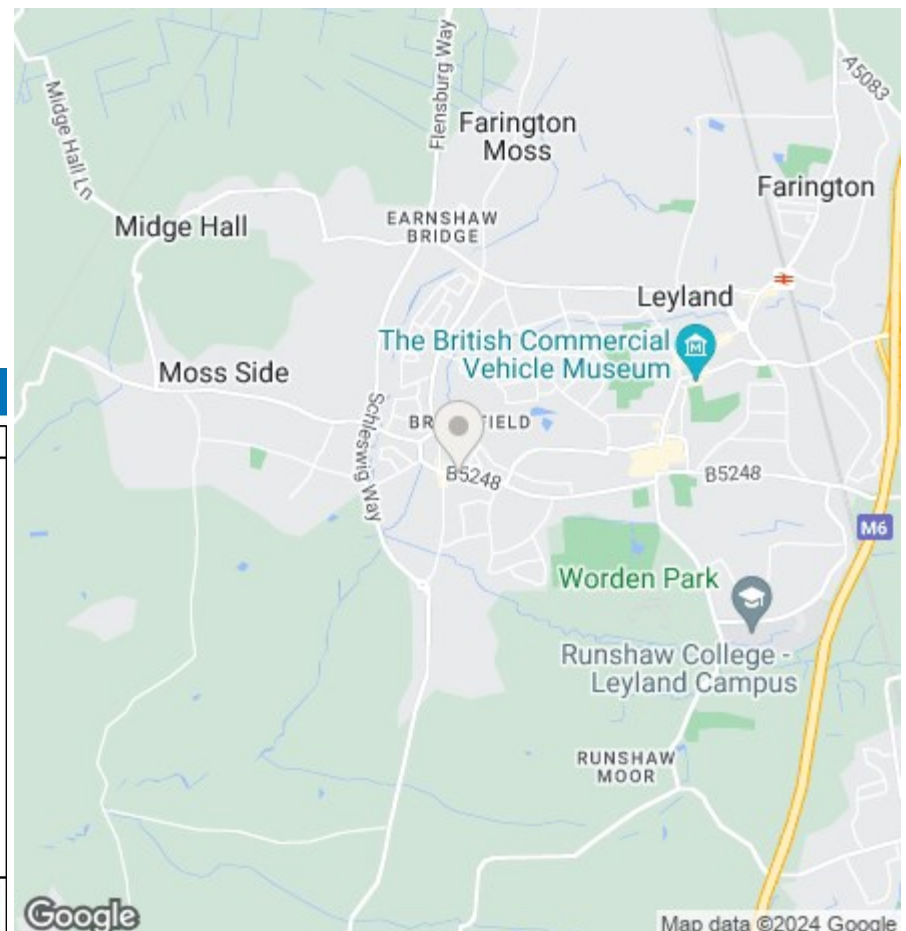 Flensburg Way
A5083
Midge Hall Ln
Farington
Moss
Farington
Midge Hall
EARNSHAW
BRIDGE
Leyland
The British Commercial
Vehicle Museum
Moss Side
Schleswig Way
B5248
B5248
M6
Worden Park
Runshaw College -
Leyland Campus
RUNSHAW
MOOR
Google
Map data ©2024 Google